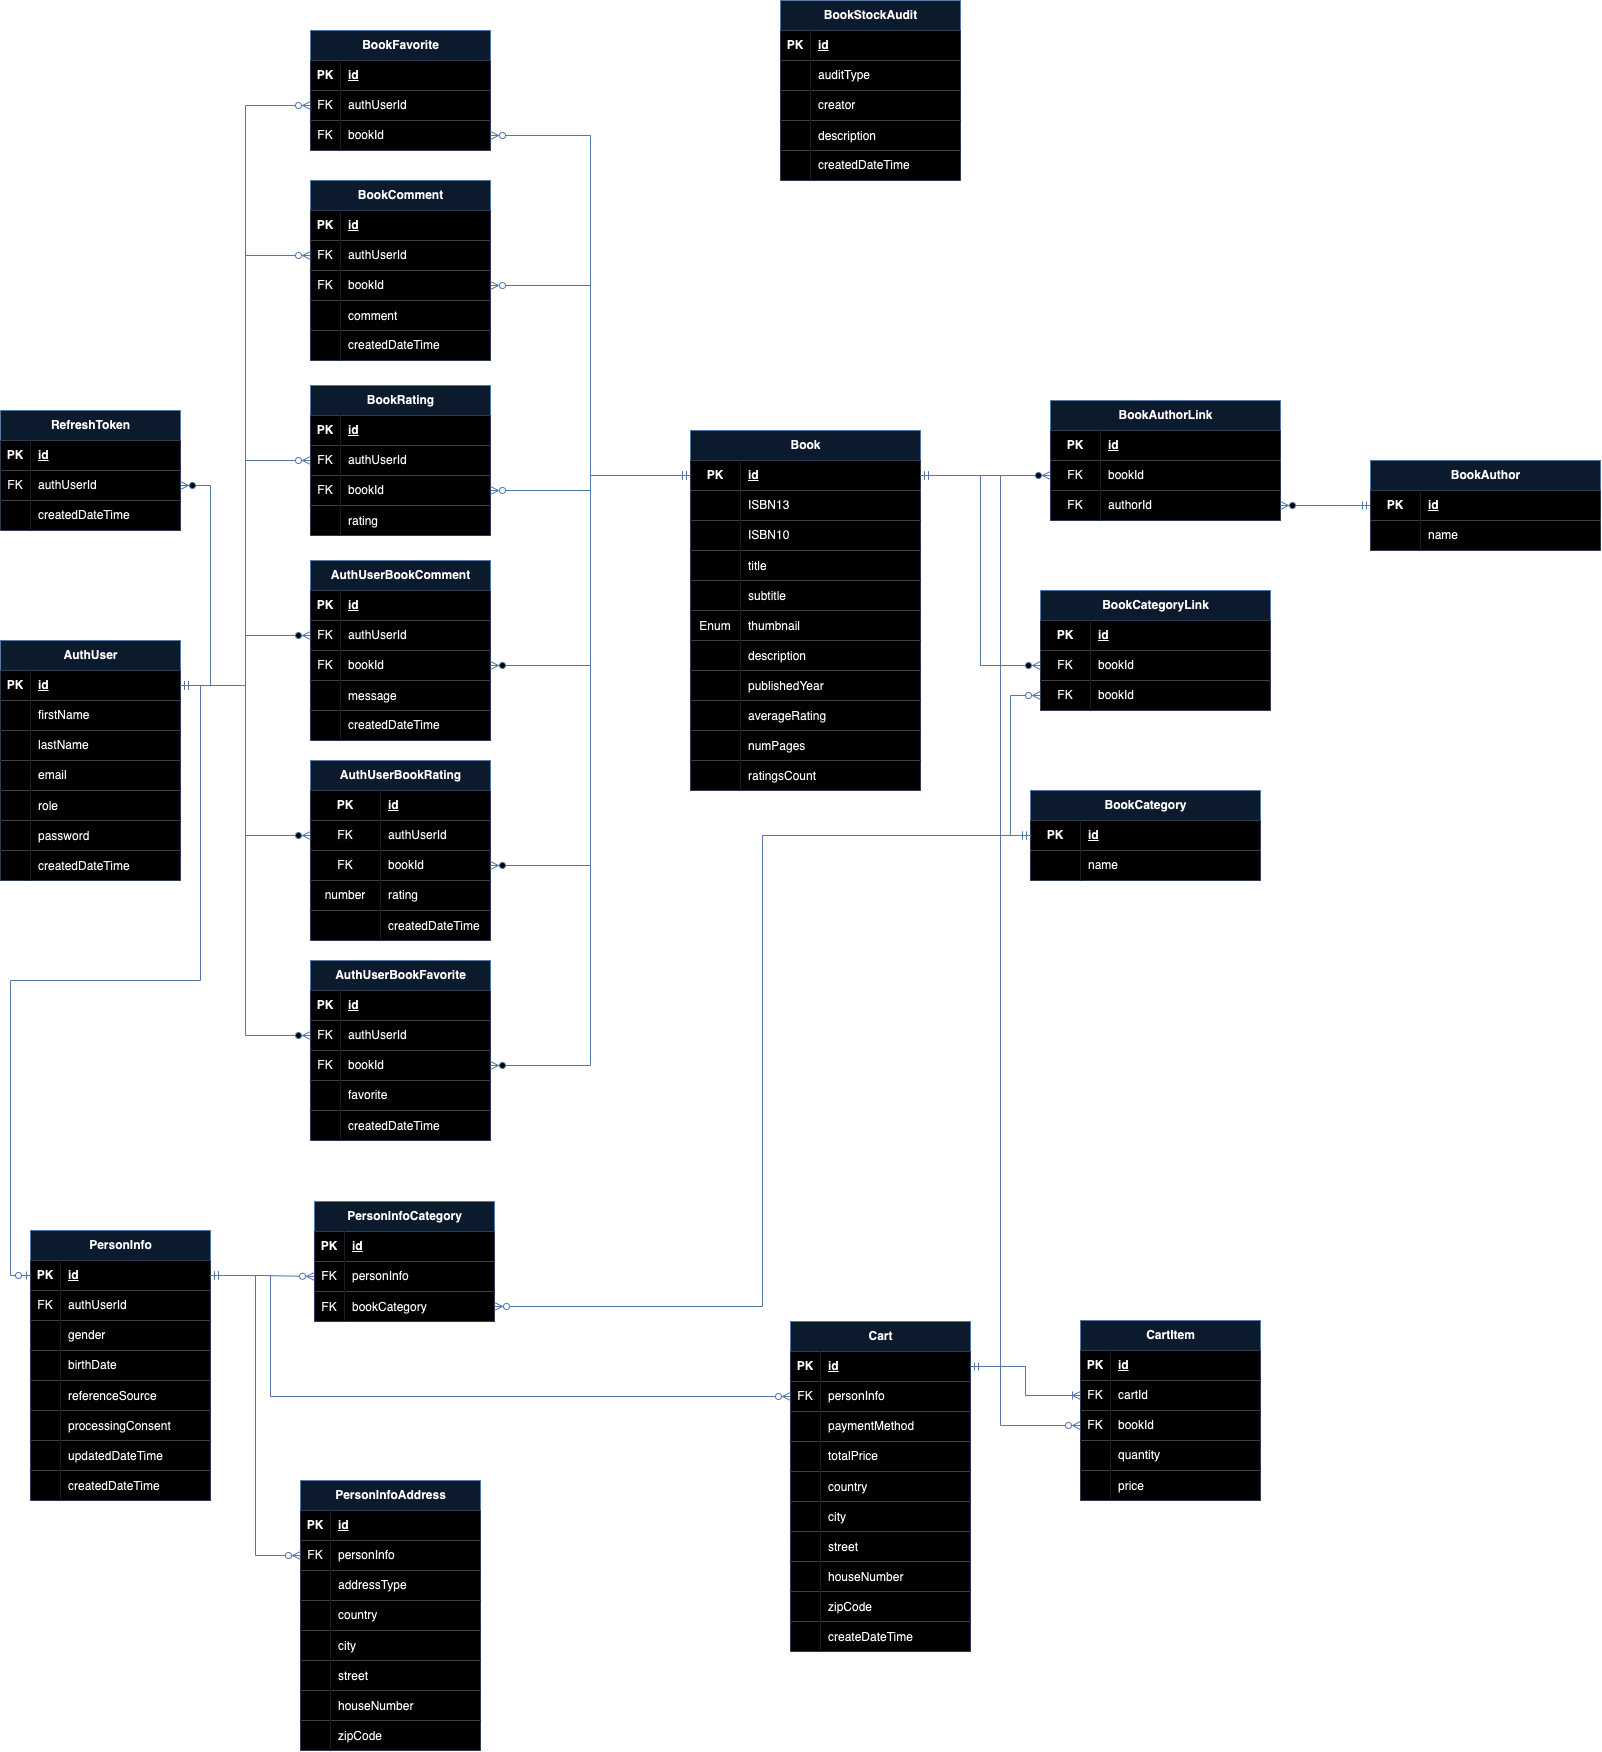 BookStockAudit
PK id
auditType
creator
description
createdDateTime
BookFavorite
PK id
FK authUserId
FK bookId
BookComment
PK id
FK authUserId
FK bookId
comment
createdDateTime
BookRating
PK id
FK authUserId
FK bookId
rating
RefreshToken
PK id
FK authUserId
createdDateTime
AuthUser
PK id
firstName
lastName
email
role
password
createdDateTime
AuthUserBookComment
PK id
FK authUserId
FK bookId
message
createdDateTime
AuthUserBookRating
PK id
FK authUserId
FK bookId
number rating
createdDateTime
AuthUserBookFavorite
PK id
FK authUserId
FK bookId
favorite
createdDateTime
Book
PK id
ISBN13
ISBN10
title
subtitle
Enum thumbnail
description
publishedYear
averageRating
numPages
ratingsCount
BookAuthorLink
PK id
FK bookId
FK authorId
BookAuthor
PK id
name
BookCategoryLink
PK id
FK bookId
FK bookId
BookCategory
PK id
name
PersonInfo
PK id
FK authUserId
gender
birthDate
referenceSource
processingConsent
updatedDateTime
createdDateTime
PersonInfoCategory
PK id
FK personInfo
FK bookCategory
PersonInfoAddress
PK id
FK personInfo
addressType
country
city
street
houseNumber
zipCode
Cart
PK id
FK personInfo
paymentMethod
totalPrice
country
city
street
houseNumber
zipCode
createDateTime
CartItem
PK id
FK cartId
FK bookId
quantity
price